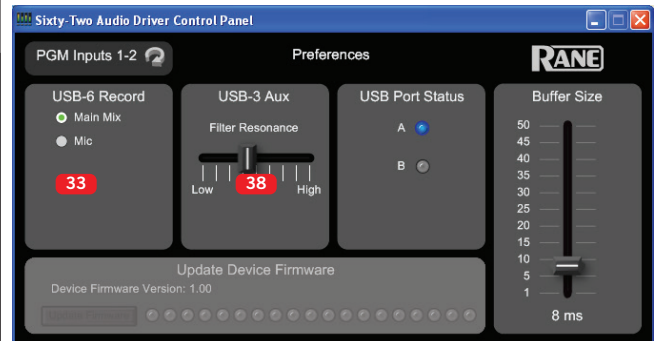 Sixty-Two Audio Driver Control Panel
PGM Inputs 1-2
Preferences
RANE
USB-6 Record
Main Mix
Mic
33
USB-3 Aux
Filter Resonance
Low
38
High
USB Port Status
A
B
Buffer Size
50
45
40
35
30
25
20
15
10
5
1
8 ms
Update Device Firmware
Device Firmware Version: 1.00
Update Firmware